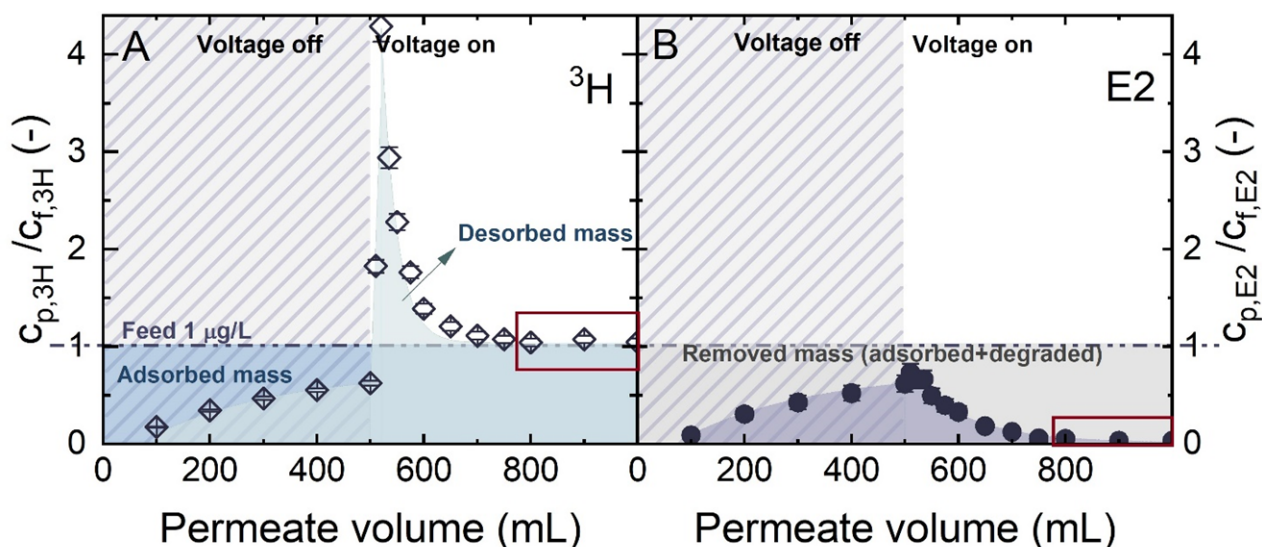 A
Voltage off
Voltage on
³H
Desorbed mass
Feed 1 μg/L
Adsorbed mass
c_p,3H /c_f,3H (-)
4
3
2
1
0
0 200 400 600 800
Permeate volume (mL)
B
Voltage off
Voltage on
E2
Removed mass (adsorbed+degraded)
0 200 400 600 800
Permeate volume (mL)
4
3
2
1
0
c_p,E2 /c_f,E2 (-)